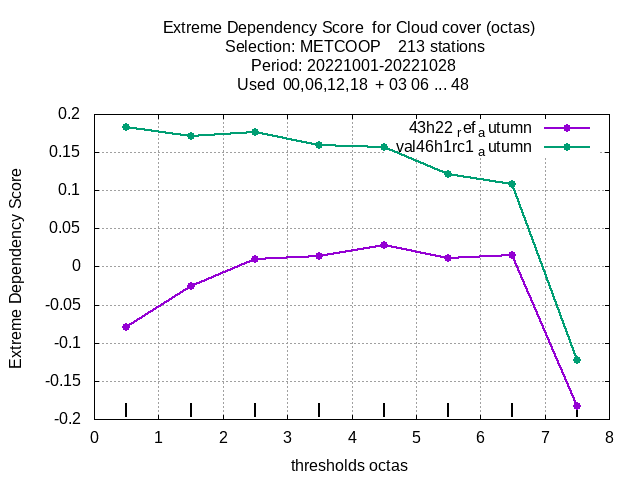 Extreme Dependency Score  for Cloud cover (octas)
Selection: METCOOP    213 stations
Period: 20221001-20221028
Used  00,06,12,18  + 03 06 ... 48
43h22 ref a utumn
val46h1rc1 a utumn
0.2
0.15
0.1
0.05
0
-0.05
-0.1
-0.15
-0.2
Extreme Dependency Score
0 1 2 3 4 5 6 7 8
thresholds octas